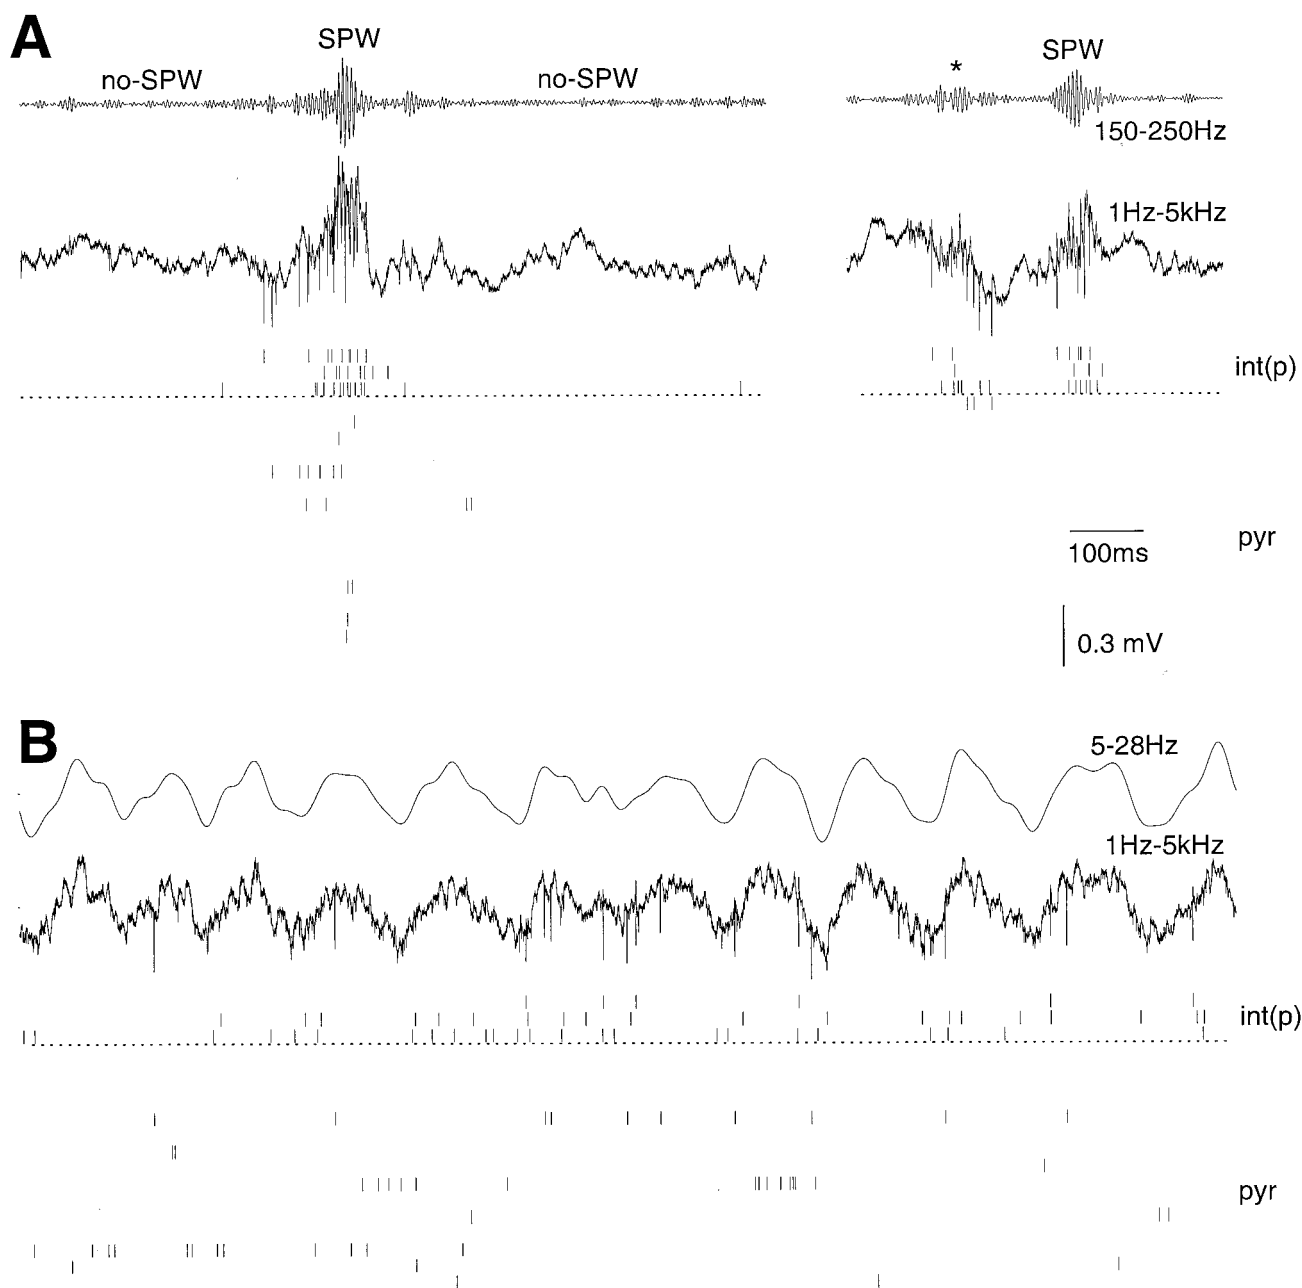 A
SPW
no-SPW
no-SPW
*
SPW
150-250Hz
1Hz-5kHz
int(p)
pyr
100ms
0.3 mV
B
5-28Hz
1Hz-5kHz
int(p)
pyr